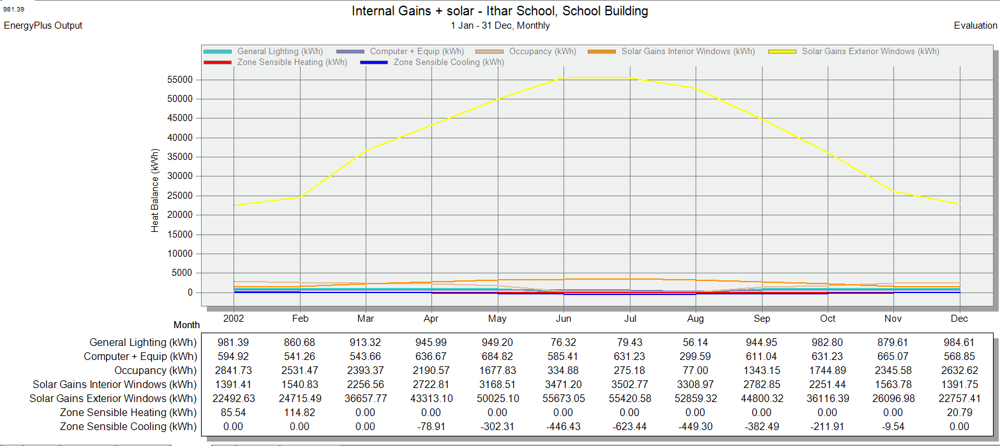 981.39
Internal Gains + solar - Ithar School, School Building
EnergyPlus Output
1 Jan - 31 Dec, Monthly
Evaluation
General Lighting (kWh) Computer + Equip (kWh) Occupancy (kWh) Solar Gains Interior Windows (kWh) Solar Gains Exterior Windows (kWh)
Zone Sensible Heating (kWh) Zone Sensible Cooling (kWh)
Heat Balance (kWh)
55000
50000
45000
40000
35000
30000
25000
20000
15000
10000
5000
0
2002 Feb Mar Apr May Jun Jul Aug Sep Oct Nov Dec
Month
General Lighting (kWh) 981.39 860.68 913.32 945.99 949.20 76.32 79.43 56.14 944.95 982.80 879.61 984.61
Computer + Equip (kWh) 594.92 541.26 543.66 636.67 684.82 585.41 631.23 299.59 611.04 631.23 665.07 568.85
Occupancy (kWh) 2841.73 2531.47 2393.37 2190.57 1677.83 334.88 275.18 77.00 1343.15 1744.89 2345.58 2632.62
Solar Gains Interior Windows (kWh) 1391.41 1540.83 2256.56 2722.81 3168.51 3471.20 3502.77 3308.97 2782.85 2251.44 1563.78 1391.75
Solar Gains Exterior Windows (kWh) 22492.63 24715.49 36657.77 43313.10 50025.10 55673.05 55420.58 52859.32 44800.32 36116.39 26096.98 22757.41
Zone Sensible Heating (kWh) 85.54 114.82 0.00 0.00 0.00 0.00 0.00 0.00 0.00 0.00 0.00 20.79
Zone Sensible Cooling (kWh) 0.00 0.00 0.00 -78.91 -302.31 -446.43 -623.44 -449.30 -382.49 -211.91 -9.54 0.00